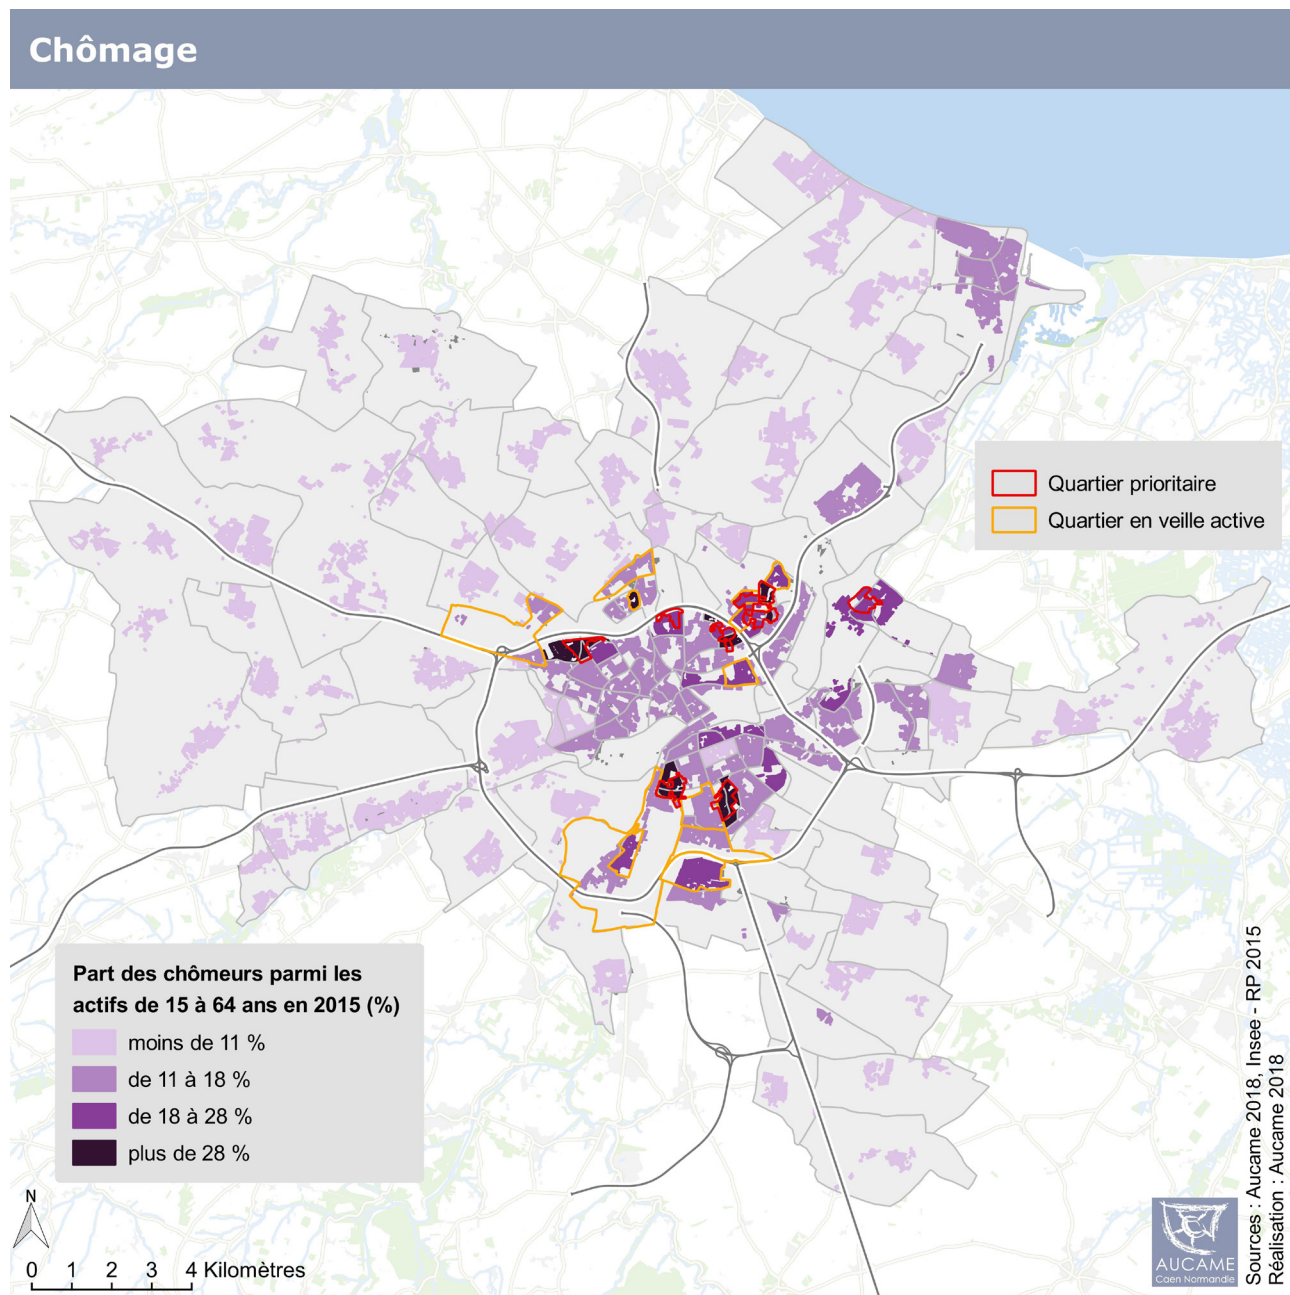 Chômage
Quartier prioritaire
Quartier en veille active
Part des chômeurs parmi les
actifs de 15 à 64 ans en 2015 (%)
moins de 11 %
de 11 à 18 %
de 18 à 28 %
plus de 28 %
N
0 1 2 3 4 Kilomètres
AUCAME
Caen Normandie
Sources : Aucame 2018, Insee - RP 2015
Réalisation : Aucame 2018